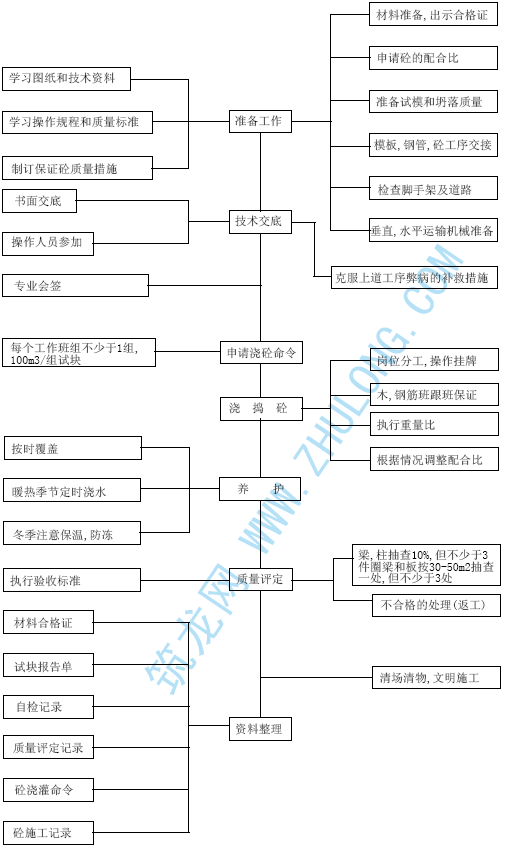 材料准备,出示合格证
申请砼的配合比
学习图纸和技术资料
准备试模和坍落质量
学习操作规程和质量标准
准备工作
模板,钢管,砼工序交接
制订保证砼质量措施
检查脚手架及道路
书面交底
技术交底
垂直,水平运输机械准备
操作人员参加
克服上道工序弊病的补救措施
专业会签
每个工作班组不少于1组,
100m3/组试块
申请浇砼命令
岗位分工,操作挂牌
木,钢筋班跟班保证
浇 捣 砼
执行重量比
按时覆盖
根据情况调整配合比
暖热季节定时浇水
养 护
冬季注意保温,防冻
梁,柱抽查10%,但不少于3
件圈梁和板按30-50m2抽查
一处,但不少于3处
执行验收标准
质量评定
不合格的处理(返工)
材料合格证
试块报告单
清场清物,文明施工
自检记录
资料整理
质量评定记录
砼浇灌命令
砼施工记录
筑龙网 WWW.ZHULONG.COM